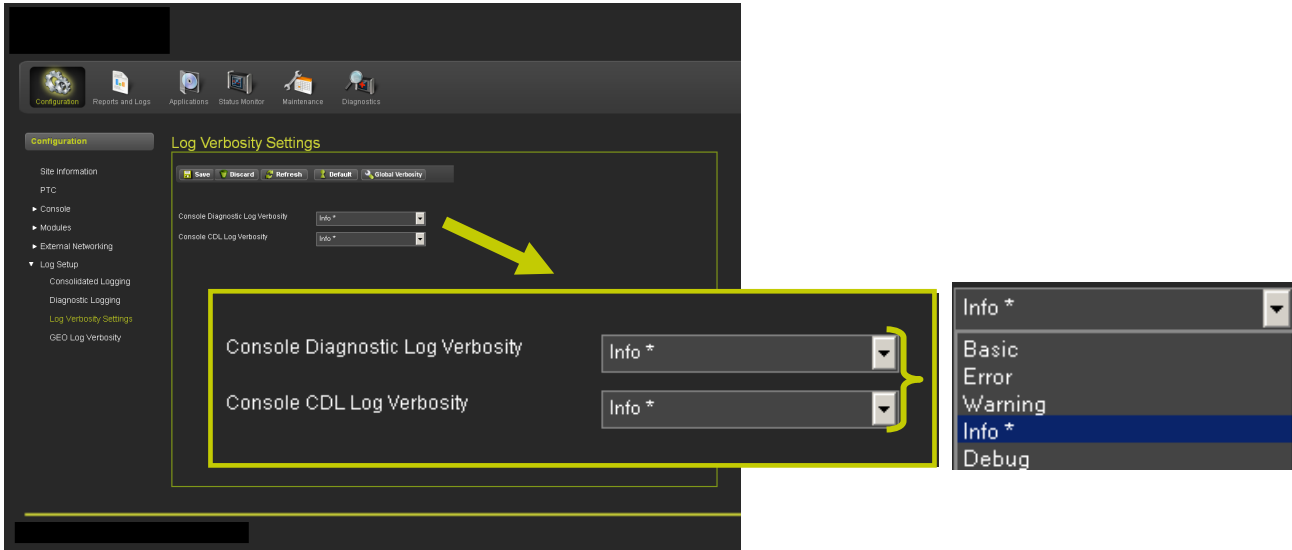 Configuration
Reports and Logs
Applications
Status Monitor
Maintenance
Diagnostics
Configuration
Site Information
PTC
Console
Modules
External Networking
Log Setup
Consolidated Logging
Diagnostic Logging
Log Verbosity Settings
GEO Log Verbosity
Log Verbosity Settings
Save Discard Refresh Default Global Verbosity
Console Diagnostic Log Verbosity Info *
Console CDL Log Verbosity Info *
Console Diagnostic Log Verbosity Info *
Console CDL Log Verbosity Info *
Info *
Basic
Error
Warning
Info *
Debug